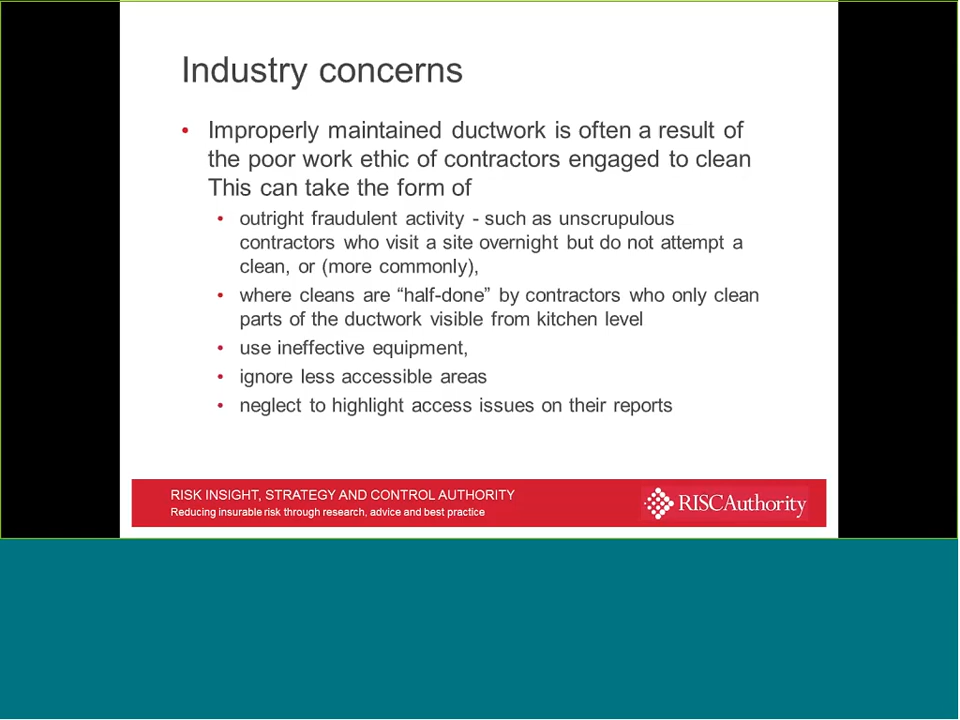 Industry concerns
• Improperly maintained ductwork is often a result of
the poor work ethic of contractors engaged to clean
This can take the form of
• outright fraudulent activity - such as unscrupulous
contractors who visit a site overnight but do not attempt a
clean, or (more commonly),
• where cleans are “half-done” by contractors who only clean
parts of the ductwork visible from kitchen level
• use ineffective equipment,
• ignore less accessible areas
• neglect to highlight access issues on their reports
RISK INSIGHT, STRATEGY AND CONTROL AUTHORITY
Reducing insurable risk through research, advice and best practice
RISCAuthority